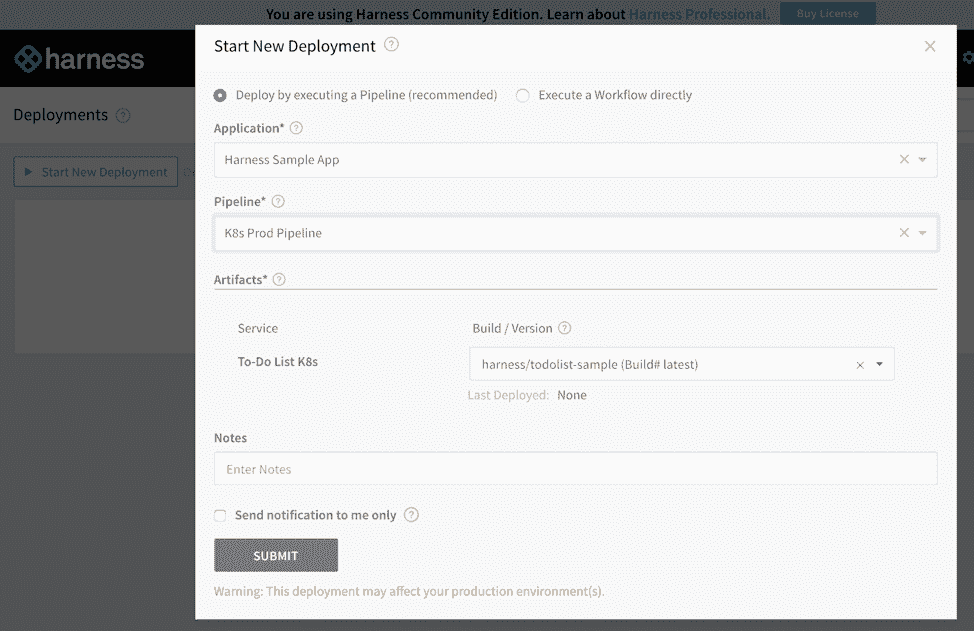 You are using Harness Community Edition. Learn about Harness Professional.
Buy License
harness
Deployments
Start New Deployment
Start New Deployment
Deploy by executing a Pipeline (recommended)
Execute a Workflow directly
Application*
Harness Sample App
Pipeline*
K8s Prod Pipeline
Artifacts*
Service
Build / Version
To-Do List K8s
harness/todolist-sample (Build# latest)
Last Deployed: None
Notes
Enter Notes
Send notification to me only
SUBMIT
Warning: This deployment may affect your production environment(s).